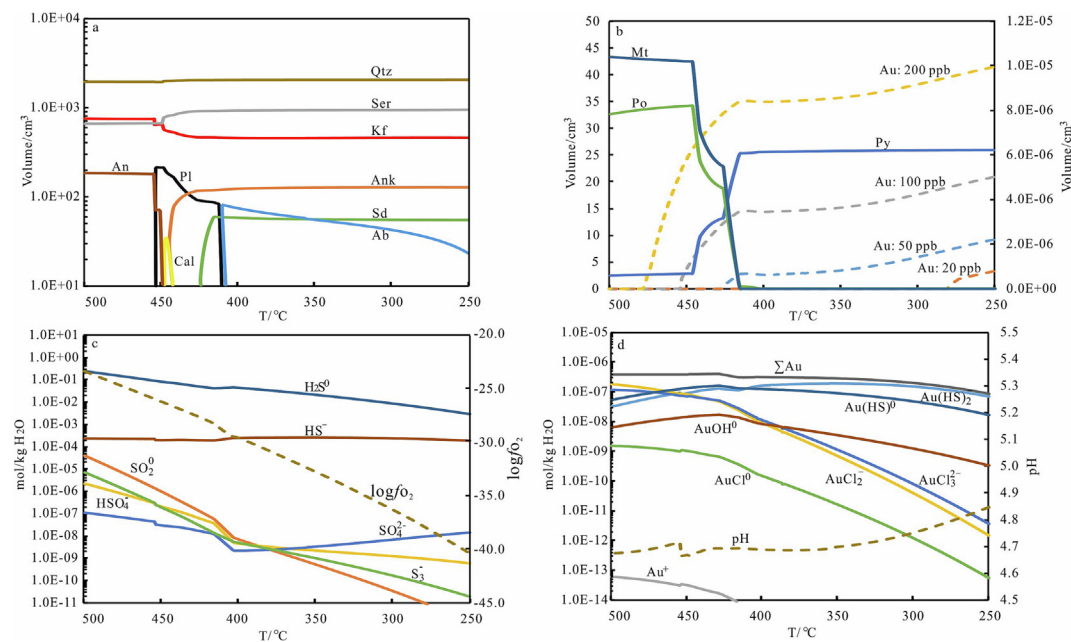 a
1.0E+04
1.0E+03
1.0E+02
1.0E+01
Volume/cm³
Qtz
Ser
Kf
An
Pl
Ank
Sd
Ab
Cal
500
450
400
350
300
250
T/℃
b
50
45
40
35
30
25
20
15
10
5
0
Volume/cm³
Mt
Po
Py
Au: 200 ppb
Au: 100 ppb
Au: 50 ppb
Au: 20 ppb
1.2E-05
1.0E-05
8.0E-06
6.0E-06
4.0E-06
2.0E-06
0.0E+00
Volume/cm³
500
450
400
350
300
250
T/℃
c
1.0E+01
1.0E+00
1.0E-01
1.0E-02
1.0E-03
1.0E-04
1.0E-05
1.0E-06
1.0E-07
1.0E-08
1.0E-09
1.0E-10
1.0E-11
mol/kg H₂O
H₂S⁰
HS⁻
SO₂⁰
HSO₄⁻
logfo₂
SO₄²⁻
S₃⁻
-20.0
-25.0
-30.0
-35.0
-40.0
-45.0
logfo₂
500
450
400
350
300
250
T/℃
d
1.0E-05
1.0E-06
1.0E-07
1.0E-08
1.0E-09
1.0E-10
1.0E-11
1.0E-12
1.0E-13
1.0E-14
mol/kg H₂O
∑Au
Au(HS)₂
Au(HS)⁰
AuOH⁰
AuCl⁰
AuCl₂⁻
AuCl₃²⁻
pH
Au⁺
5.5
5.4
5.3
5.2
5.1
5.0
4.9
4.8
4.7
4.6
4.5
pH
500
450
400
350
300
250
T/℃